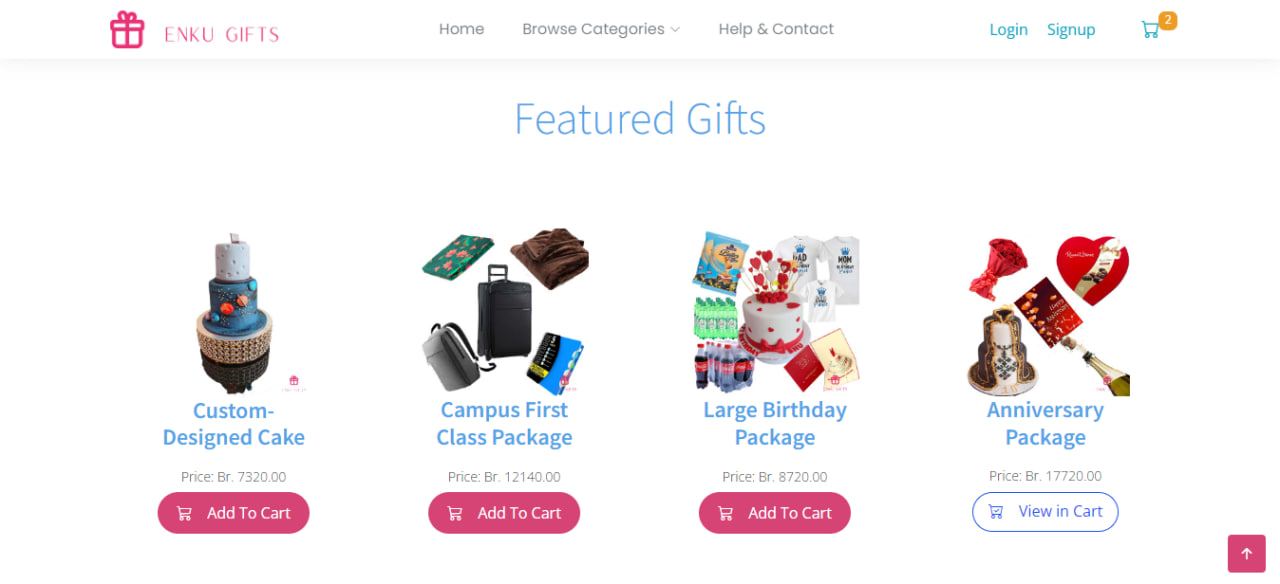 ENKU GIFTS
Home
Browse Categories
Help & Contact
Login
Signup
2
Featured Gifts
DAD
MOM
Custom-
Designed Cake
Price: Br. 7320.00
Add To Cart
Campus First
Class Package
Price: Br. 12140.00
Add To Cart
Large Birthday
Package
Price: Br. 8720.00
Add To Cart
Anniversary
Package
Price: Br. 17720.00
View in Cart